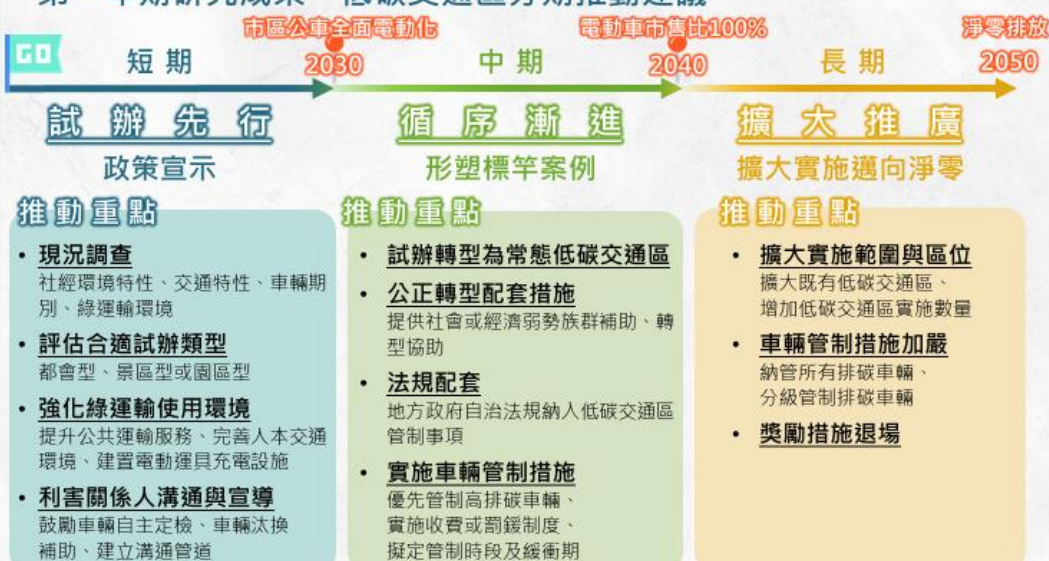 市區公車全面電動化
電動車市售比100%
淨零排放
GO
短期
2030
中期
2040
長期
2050
試辦先行
政策宣示
推動重點
• 現況調查
社經環境特性、交通特性、車輛期
別、綠運輸環境
• 評估合適試辦類型
都會型、景區型或園區型
• 強化綠運輸使用環境
提升公共運輸服務、完善人本交通
環境、建置電動運具充電設施
• 利害關係人溝通與宣導
鼓勵車輛自主定檢、車輛汰換
補助、建立溝通管道
循序漸進
形塑標竿案例
推動重點
• 試辦轉型為常態低碳交通區
• 公正轉型配套措施
提供社會或經濟弱勢族群補助、轉
型協助
• 法規配套
地方政府自治法規納入低碳交通區
管制事項
• 實施車輛管制措施
優先管制高排碳車輛、
實施收費或罰鍰制度、
擬定管制時段及緩衝期
擴大推廣
擴大實施邁向淨零
推動重點
• 擴大實施範圍與區位
擴大既有低碳交通區、
增加低碳交通區實施數量
• 車輛管制措施加嚴
納管所有排碳車輛、
分級管制排碳車輛
• 獎勵措施退場